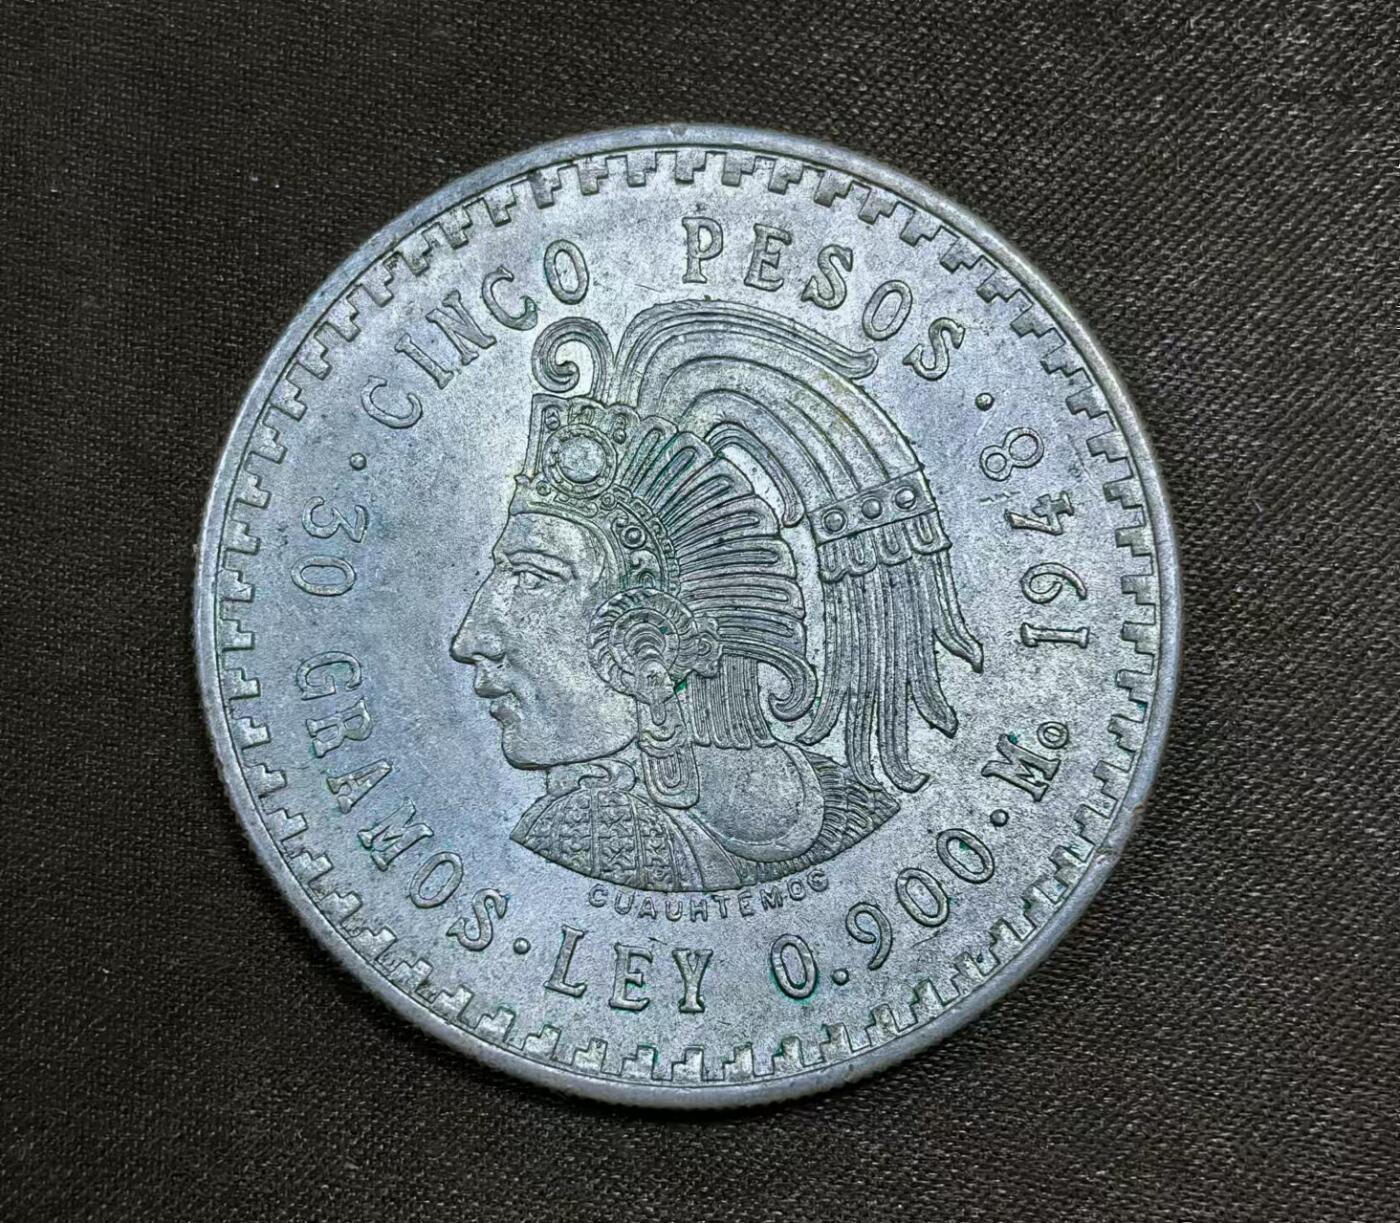 CINCO PESOS · 1948 Mo · 30 GRAMOS · LEY 0.900 ·
CUAUHTEMOC